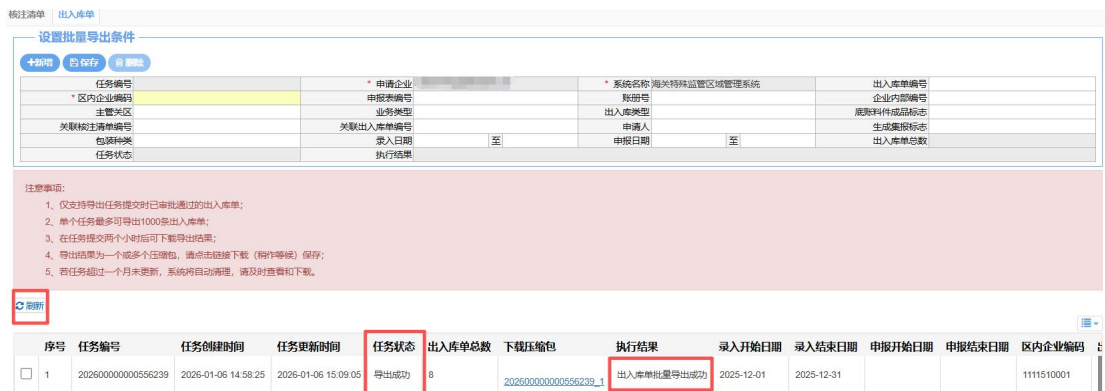 核注清单 出入库单
设置批量导出条件
+新增 保存 删除
任务编号 * 申请企业 * 系统名称 海关特殊监管区域管理系统 出入库单编号
* 区内企业编码 申报表编号 账册号 企业内部编号
主管关区 业务类型 出入库类型 底账料件成品标志
关联核注清单编号 关联出入库单编号 申请人 生成集报标志
包装种类 录入日期 至 申报日期 至 出入库单总数
任务状态 执行结果
注意事项:
1、仅支持导出任务提交时已审批通过的出入库单;
2、单个任务最多可导出1000条出入库单;
3、在任务提交两个小时后可下载导出结果;
4、导出结果为一个或多个压缩包, 请点击链接下载 (稍作等候) 保存;
5、若任务超过一个月未更新, 系统将自动清理, 请及时查看和下载。
刷新
序号 任务编号 任务创建时间 任务更新时间 任务状态 出入库单总数 下载压缩包 执行结果 录入开始日期 录入结束日期 申报开始日期 申报结束日期 区内企业编码
1 202600000000556239 2026-01-06 14:58:25 2026-01-06 15:09:05 导出成功 8 202600000000556239_1 出入库单批量导出成功 2025-12-01 2025-12-31 1111510001